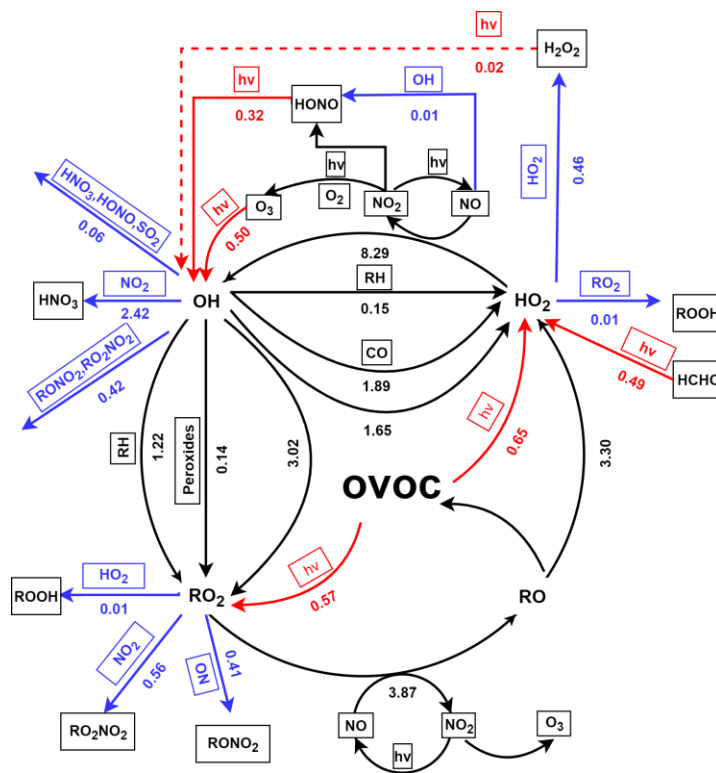 hv
H2O2
0.02
hv
OH
HONO
0.32
0.01
HO2
0.46
hv
hv
O2
NO2
NO
O3
hv
0.50
HNO3,HONO,SO2
0.06
8.29
RH
0.15
NO2
HNO3
2.42
OH
HO2
RO2
0.01
ROOH
RONO2,RO2NO2
0.42
CO
1.89
1.65
hv
0.49
HCHO
hv
0.65
3.30
RH
1.22
Peroxides
0.14
3.02
OVOC
hv
0.57
HO2
ROOH
0.01
RO2
RO
NO2
0.56
NO
0.41
RO2NO2
RONO2
3.87
NO
NO2
O3
hv